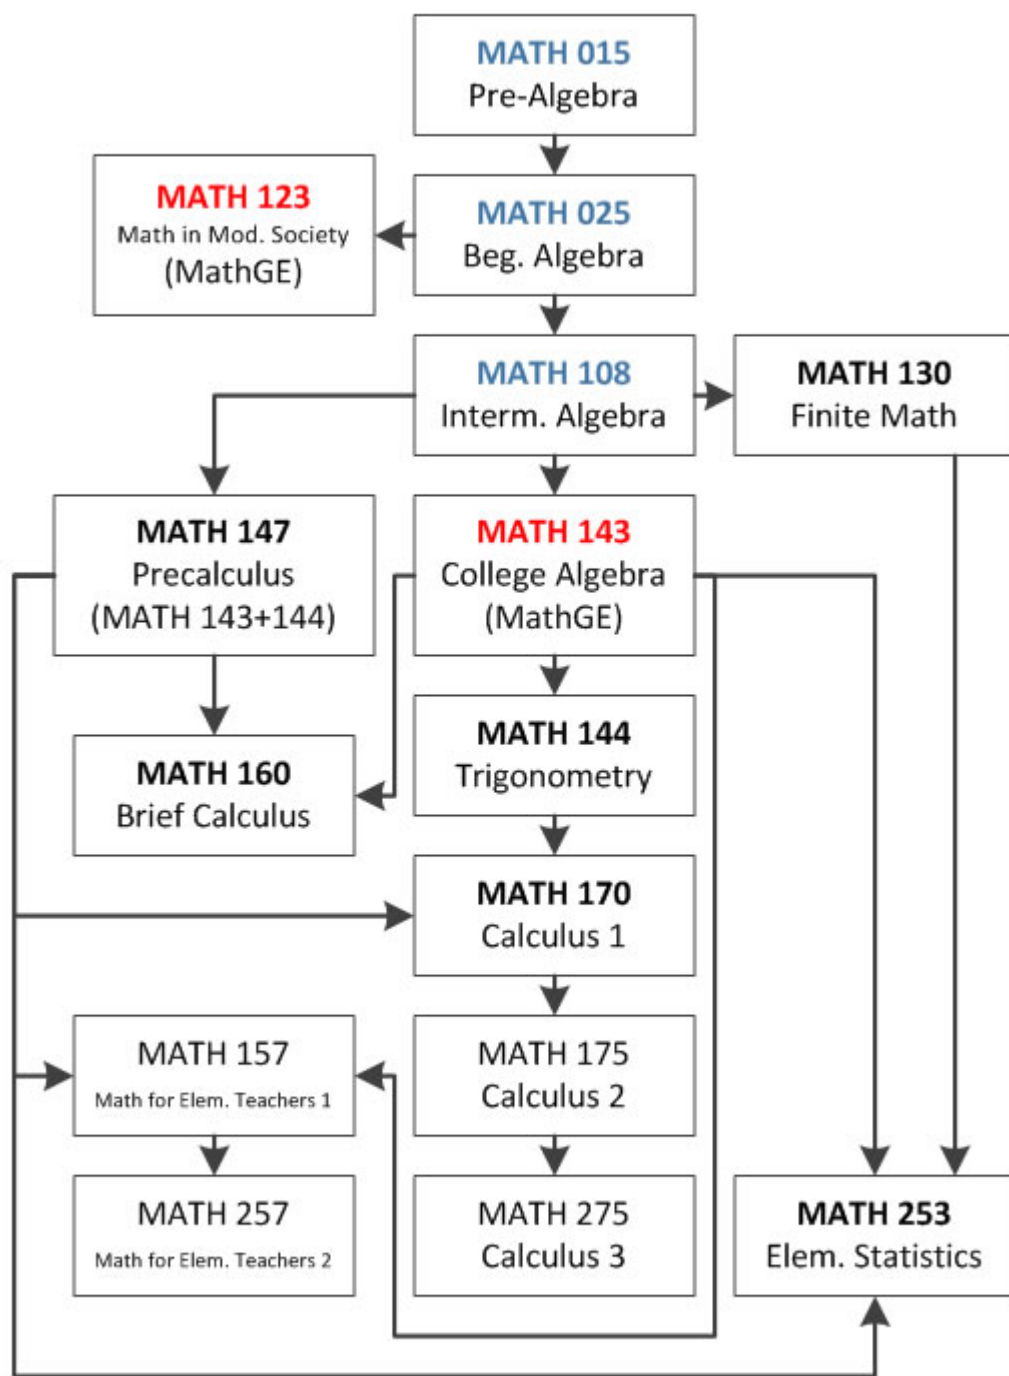 MATH 015
Pre-Algebra
MATH 123
Math in Mod. Society
(MathGE)
MATH 025
Beg. Algebra
MATH 108
Interm. Algebra
MATH 130
Finite Math
MATH 147
Precalculus
(MATH 143+144)
MATH 143
College Algebra
(MathGE)
MATH 160
Brief Calculus
MATH 144
Trigonometry
MATH 170
Calculus 1
MATH 157
Math for Elem. Teachers 1
MATH 175
Calculus 2
MATH 257
Math for Elem. Teachers 2
MATH 275
Calculus 3
MATH 253
Elem. Statistics